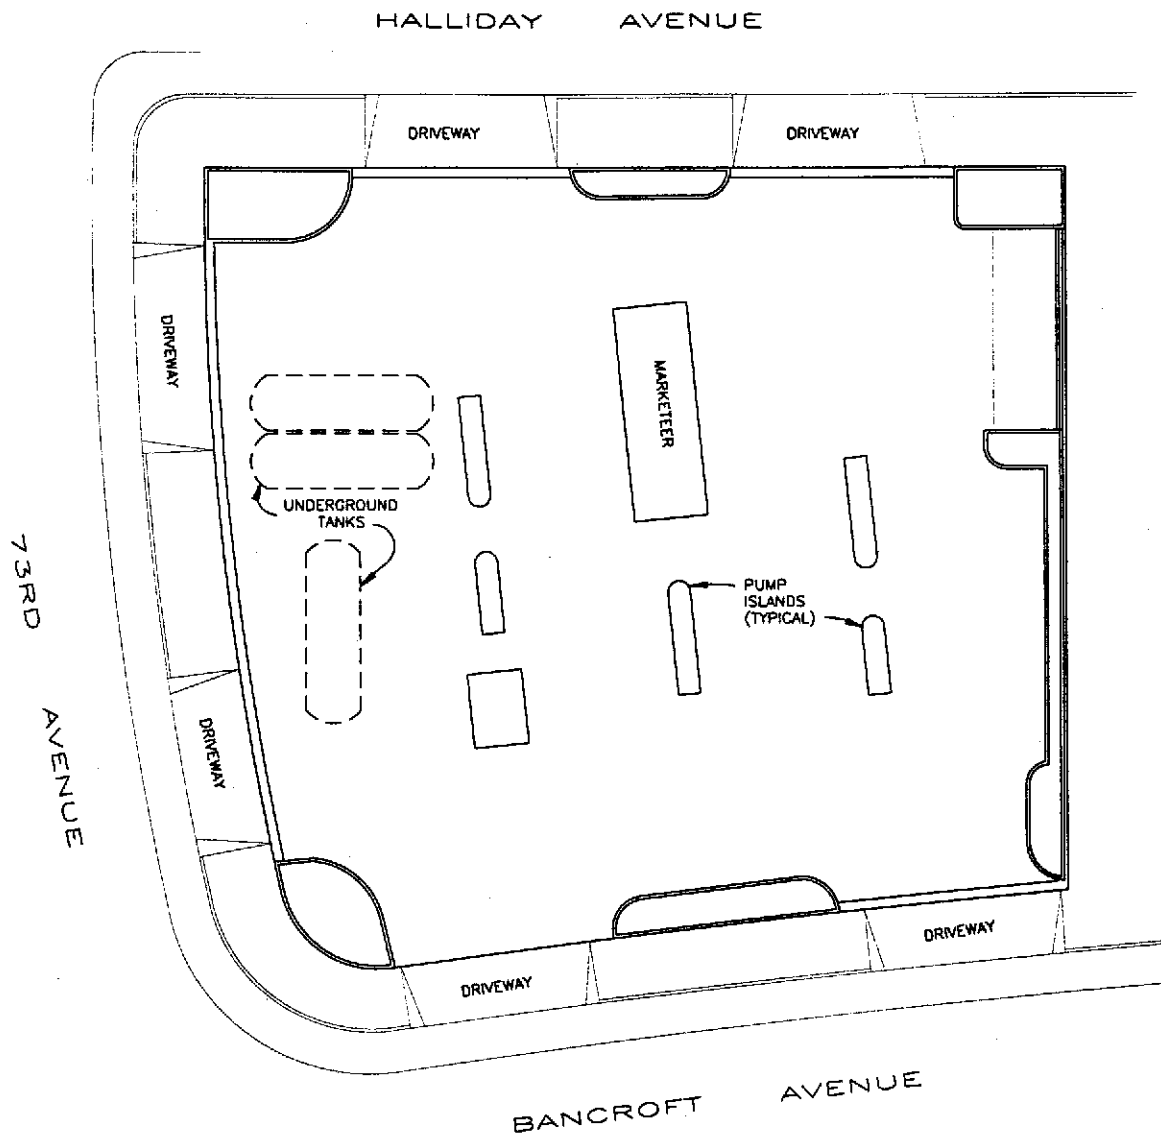 HALLIDAY AVENUE
DRIVEWAY
DRIVEWAY
DRIVEWAY
MARKETEER
UNDERGROUND
TANKS
PUMP
ISLANDS
(TYPICAL)
73RD AVENUE
DRIVEWAY
DRIVEWAY
DRIVEWAY
BANCROFT AVENUE